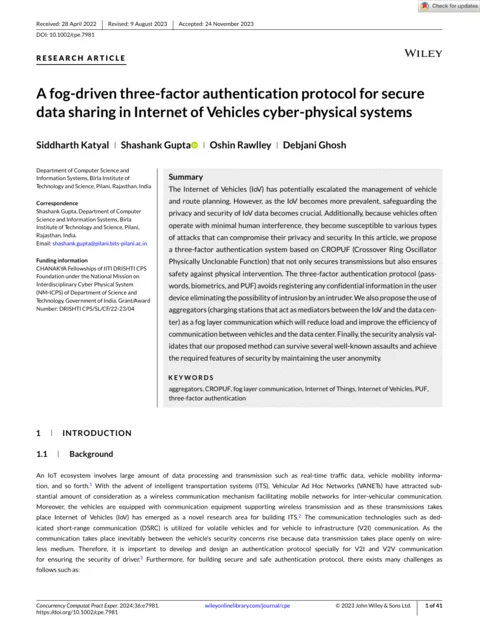 Check for updates
Received: 28 April 2022 | Revised: 9 August 2023 | Accepted: 24 November 2023
DOI: 10.1002/cpe.7981
RESEARCH ARTICLE
WILEY
A fog-driven three-factor authentication protocol for secure
data sharing in Internet of Vehicles cyber-physical systems
Siddharth Katyal | Shashank Gupta | Oshin Rawlley | Debjani Ghosh
Department of Computer Science and
Information Systems, Birla Institute of
Technology and Science, Pilani, Rajasthan, India
Correspondence
Shashank Gupta, Department of Computer
Science and Information Systems, Birla
Institute of Technology and Science, Pilani,
Rajasthan, India.
Email: shashank.gupta@pilani.bits-pilani.ac.in
Funding information
CHANAKYA Fellowships of IITI DRISHTI CPS
Foundation under the National Mission on
Interdisciplinary Cyber Physical System
(NM-ICPS) of Department of Science and
Technology, Government of India. Grant/Award
Number: DRISHTI CPS/SL/CF/22-23/04
Summary
The Internet of Vehicles (IoV) has potentially escalated the management of vehicle
and route planning. However, as the IoV becomes more prevalent, safeguarding the
privacy and security of IoV data becomes crucial. Additionally, because vehicles often
operate with minimal human interference, they become susceptible to various types
of attacks that can compromise their privacy and security. In this article, we propose
a three-factor authentication system based on CROPUF (Crossover Ring Oscillator
Physically Unclonable Function) that not only secures transmissions but also ensures
safety against physical intervention. The three-factor authentication protocol (pass-
words, biometrics, and PUF) avoids registering any confidential information in the user
device eliminating the possibility of intrusion by an intruder. We also propose the use of
aggregators (charging stations that act as mediators between the IoV and the data cen-
ter) as a fog layer communication which will reduce load and improve the efficiency of
communication between vehicles and the data center. Finally, the security analysis val-
idates that our proposed method can survive several well-known assaults and achieve
the required features of security by maintaining the user anonymity.
KEYWORDS
aggregators, CROPUF, fog layer communication, Internet of Things, Internet of Vehicles, PUF,
three-factor authentication
1 | INTRODUCTION
1.1 | Background
An IoT ecosystem involves large amount of data processing and transmission such as real-time traffic data, vehicle mobility informa-
tion, and so forth.1 With the advent of intelligent transportation systems (ITS), Vehicular Ad Hoc Networks (VANETs) have attracted sub-
stantial amount of consideration as a wireless communication mechanism facilitating mobile networks for inter-vehicular communication.
Moreover, the vehicles are equipped with communication equipment supporting wireless transmission and as these transmissions takes
place Internet of Vehicles (IoV) has emerged as a novel research area for building ITS.2 The communication technologies such as ded-
icated short-range communication (DSRC) is utilized for volatile vehicles and for vehicle to infrastructure (V2I) communication. As the
communication takes place inevitably between the vehicle's security concerns rise because data transmission takes place openly on wire-
less medium. Therefore, it is important to develop and design an authentication protocol specially for V2I and V2V communication
for ensuring the security of driver.3 Furthermore, for building secure and safe authentication protocol, there exists many challenges as
follows such as:
Concurrency Computat Pract Exper. 2024;36:e7981.
https://doi.org/10.1002/cpe.7981
wileyonlinelibrary.com/journal/cpe
© 2023 John Wiley & Sons Ltd. | 1 of 41